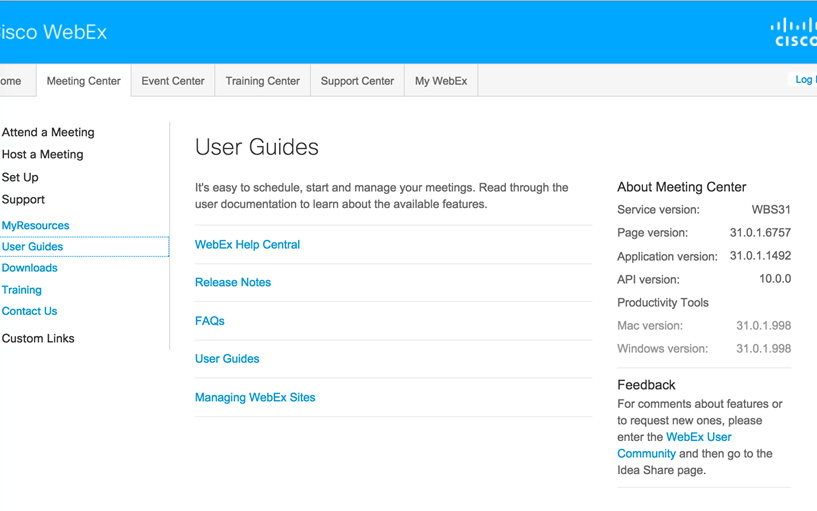 isco WebEx
cisco
ome Meeting Center Event Center Training Center Support Center My WebEx Log
Attend a Meeting
Host a Meeting
Set Up
Support
MyResources
User Guides
Downloads
Training
Contact Us
Custom Links
User Guides
It's easy to schedule, start and manage your meetings. Read through the
user documentation to learn about the available features.
WebEx Help Central
Release Notes
FAQs
User Guides
Managing WebEx Sites
About Meeting Center
Service version: WBS31
Page version: 31.0.1.6757
Application version: 31.0.1.1492
API version: 10.0.0
Productivity Tools
Mac version: 31.0.1.998
Windows version: 31.0.1.998
Feedback
For comments about features or
to request new ones, please
enter the WebEx User
Community and then go to the
Idea Share page.